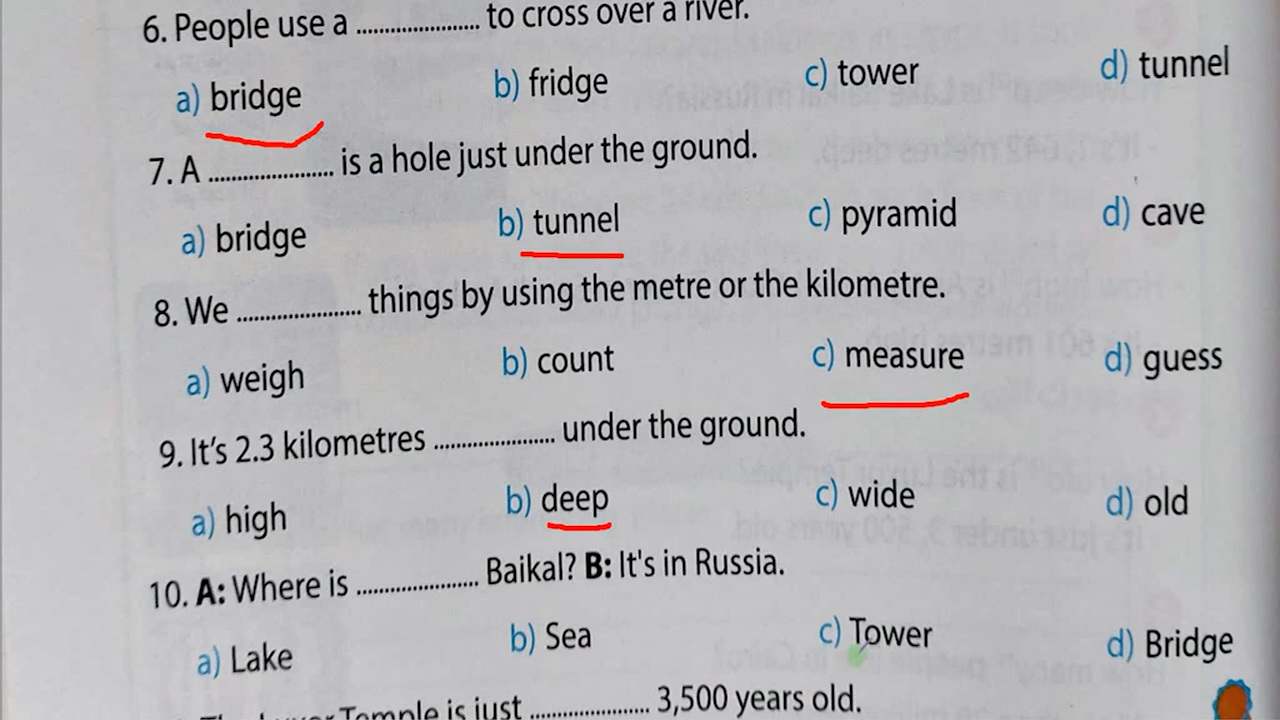 6. People use a .................... to cross over a river.
a) bridge b) fridge c) tower d) tunnel
7. A .................... is a hole just under the ground.
a) bridge b) tunnel c) pyramid d) cave
8. We .................... things by using the metre or the kilometre.
a) weigh b) count c) measure d) guess
9. It's 2.3 kilometres .................... under the ground.
a) high b) deep c) wide d) old
10. A: Where is .................... Baikal? B: It's in Russia.
a) Lake b) Sea c) Tower d) Bridge
Temple is just .................... 3,500 years old.